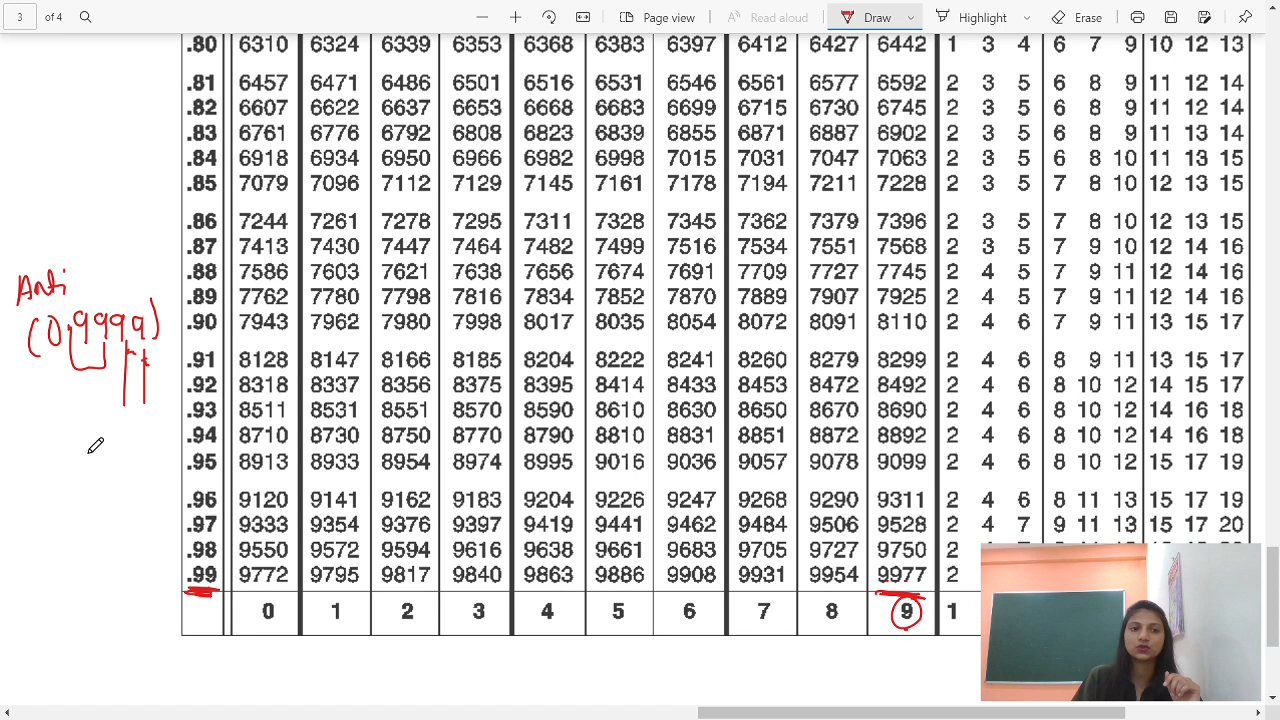 3 of 4 Page view Read aloud Draw Highlight Erase
.80 6310 6324 6339 6353 6368 6383 6397 6412 6427 6442 1 3 4 6 7 9 10 12 13
.81 6457 6471 6486 6501 6516 6531 6546 6561 6577 6592 2 3 5 6 8 9 11 12 14
.82 6607 6622 6637 6653 6668 6683 6699 6715 6730 6745 2 3 5 6 8 9 11 12 14
.83 6761 6776 6792 6808 6823 6839 6855 6871 6887 6902 2 3 5 6 8 9 11 13 14
.84 6918 6934 6950 6966 6982 6998 7015 7031 7047 7063 2 3 5 6 8 10 11 13 15
.85 7079 7096 7112 7129 7145 7161 7178 7194 7211 7228 2 3 5 7 8 10 12 13 15
.86 7244 7261 7278 7295 7311 7328 7345 7362 7379 7396 2 3 5 7 8 10 12 13 15
.87 7413 7430 7447 7464 7482 7499 7516 7534 7551 7568 2 3 5 7 9 10 12 14 16
Anti
.88 7586 7603 7621 7638 7656 7674 7691 7709 7727 7745 2 4 5 7 9 11 12 14 16
.89 7762 7780 7798 7816 7834 7852 7870 7889 7907 7925 2 4 5 7 9 11 12 14 16
(0.9999)
.90 7943 7962 7980 7998 8017 8035 8054 8072 8091 8110 2 4 6 7 9 11 13 15 17
.91 8128 8147 8166 8185 8204 8222 8241 8260 8279 8299 2 4 6 8 9 11 13 15 17
.92 8318 8337 8356 8375 8395 8414 8433 8453 8472 8492 2 4 6 8 10 12 14 15 17
.93 8511 8531 8551 8570 8590 8610 8630 8650 8670 8690 2 4 6 8 10 12 14 16 18
.94 8710 8730 8750 8770 8790 8810 8831 8851 8872 8892 2 4 6 8 10 12 14 16 18
.95 8913 8933 8954 8974 8995 9016 9036 9057 9078 9099 2 4 6 8 10 12 15 17 19
.96 9120 9141 9162 9183 9204 9226 9247 9268 9290 9311 2 4 6 8 11 13 15 17 19
.97 9333 9354 9376 9397 9419 9441 9462 9484 9506 9528 2 4 7 9 11 13 15 17 20
.98 9550 9572 9594 9616 9638 9661 9683 9705 9727 9750 2
.99 9772 9795 9817 9840 9863 9886 9908 9931 9954 9977 2
0 1 2 3 4 5 6 7 8 9 1